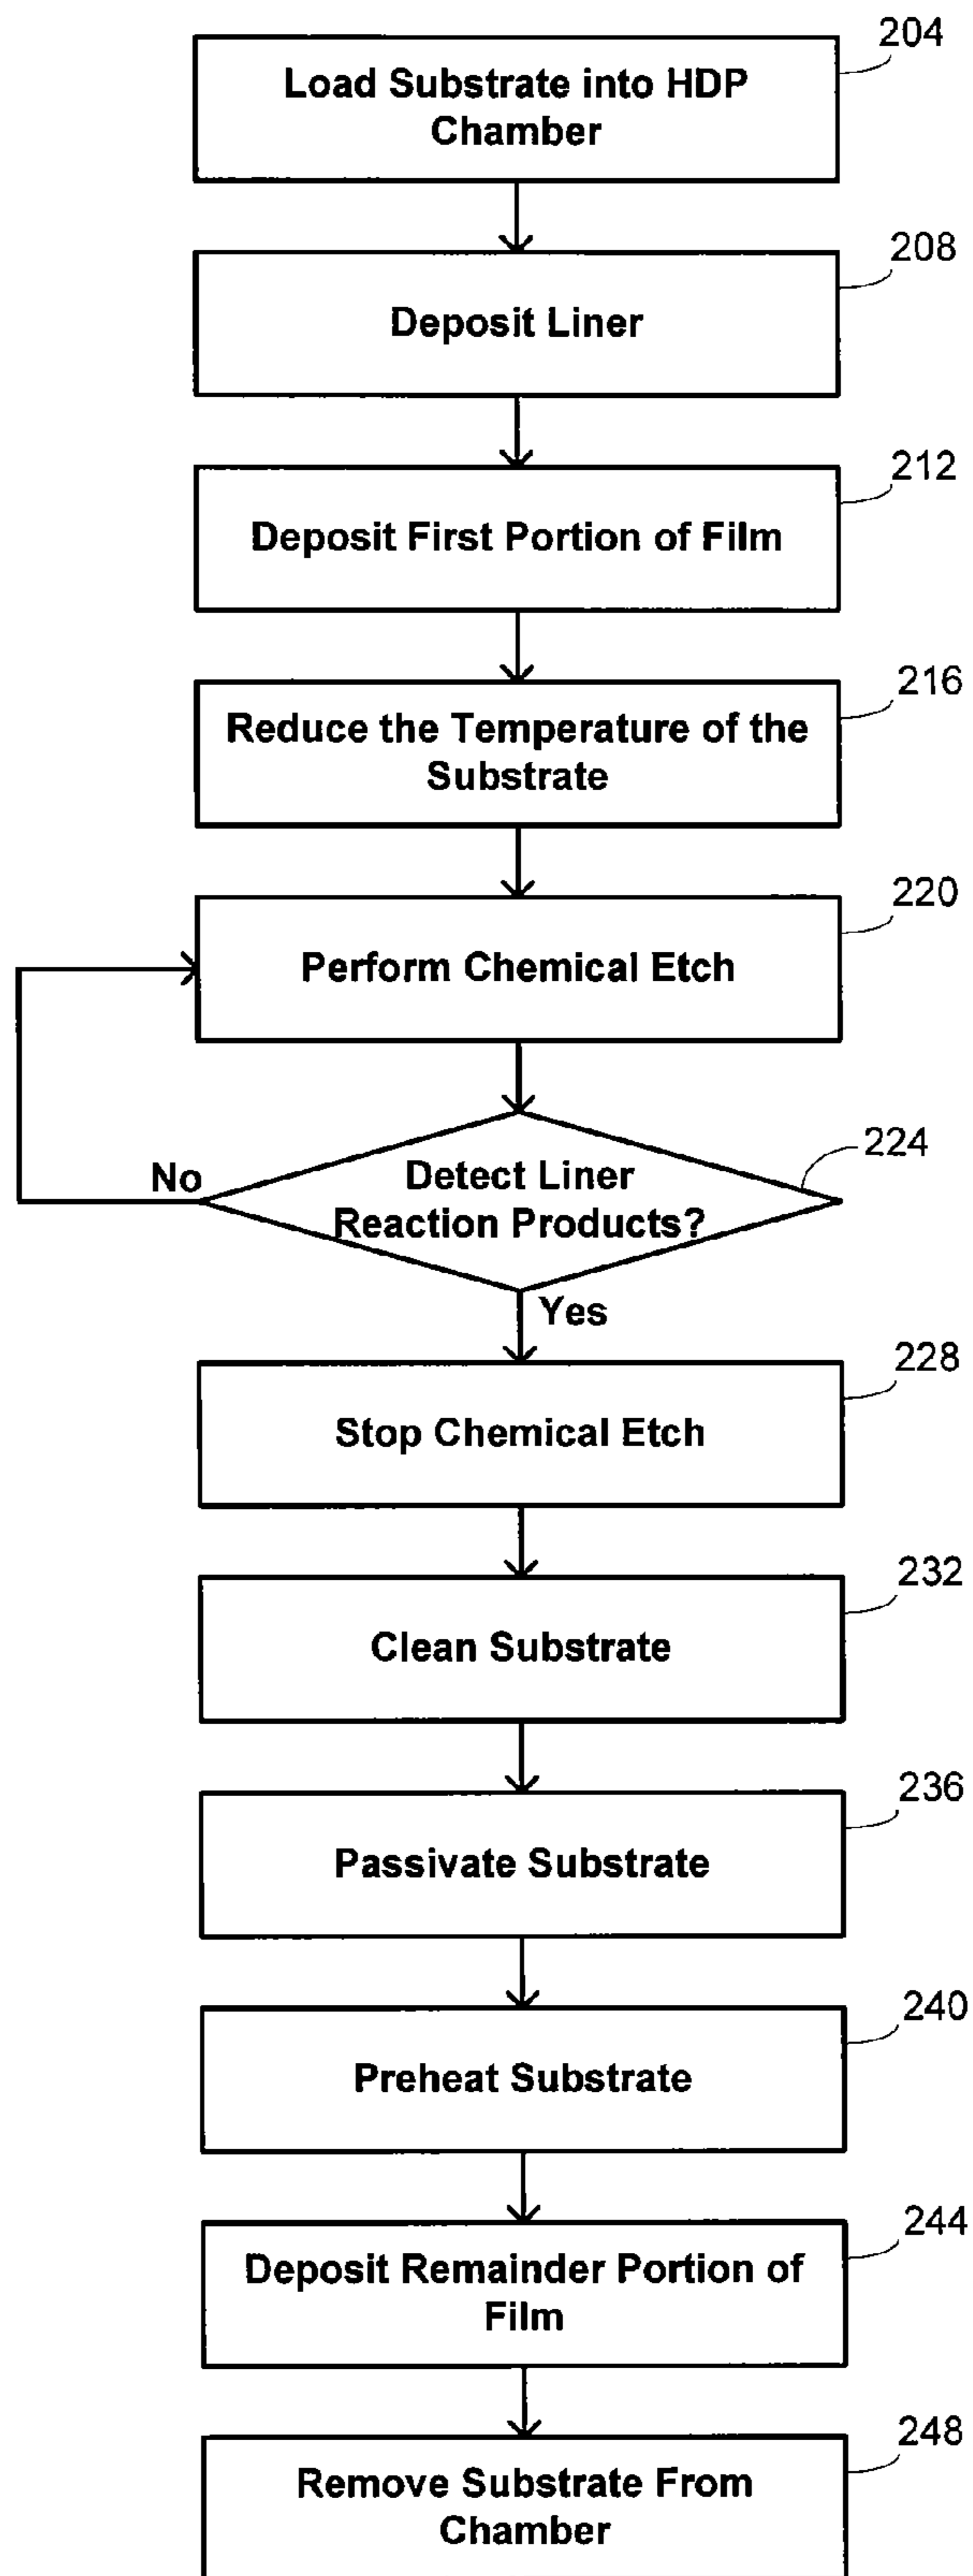 204
Load Substrate into HDP
Chamber
208
Deposit Liner
212
Deposit First Portion of Film
216
Reduce the Temperature of the
Substrate
220
Perform Chemical Etch
224
Detect Liner
Reaction Products?
No
Yes
228
Stop Chemical Etch
232
Clean Substrate
236
Passivate Substrate
240
Preheat Substrate
244
Deposit Remainder Portion of
Film
248
Remove Substrate From
Chamber